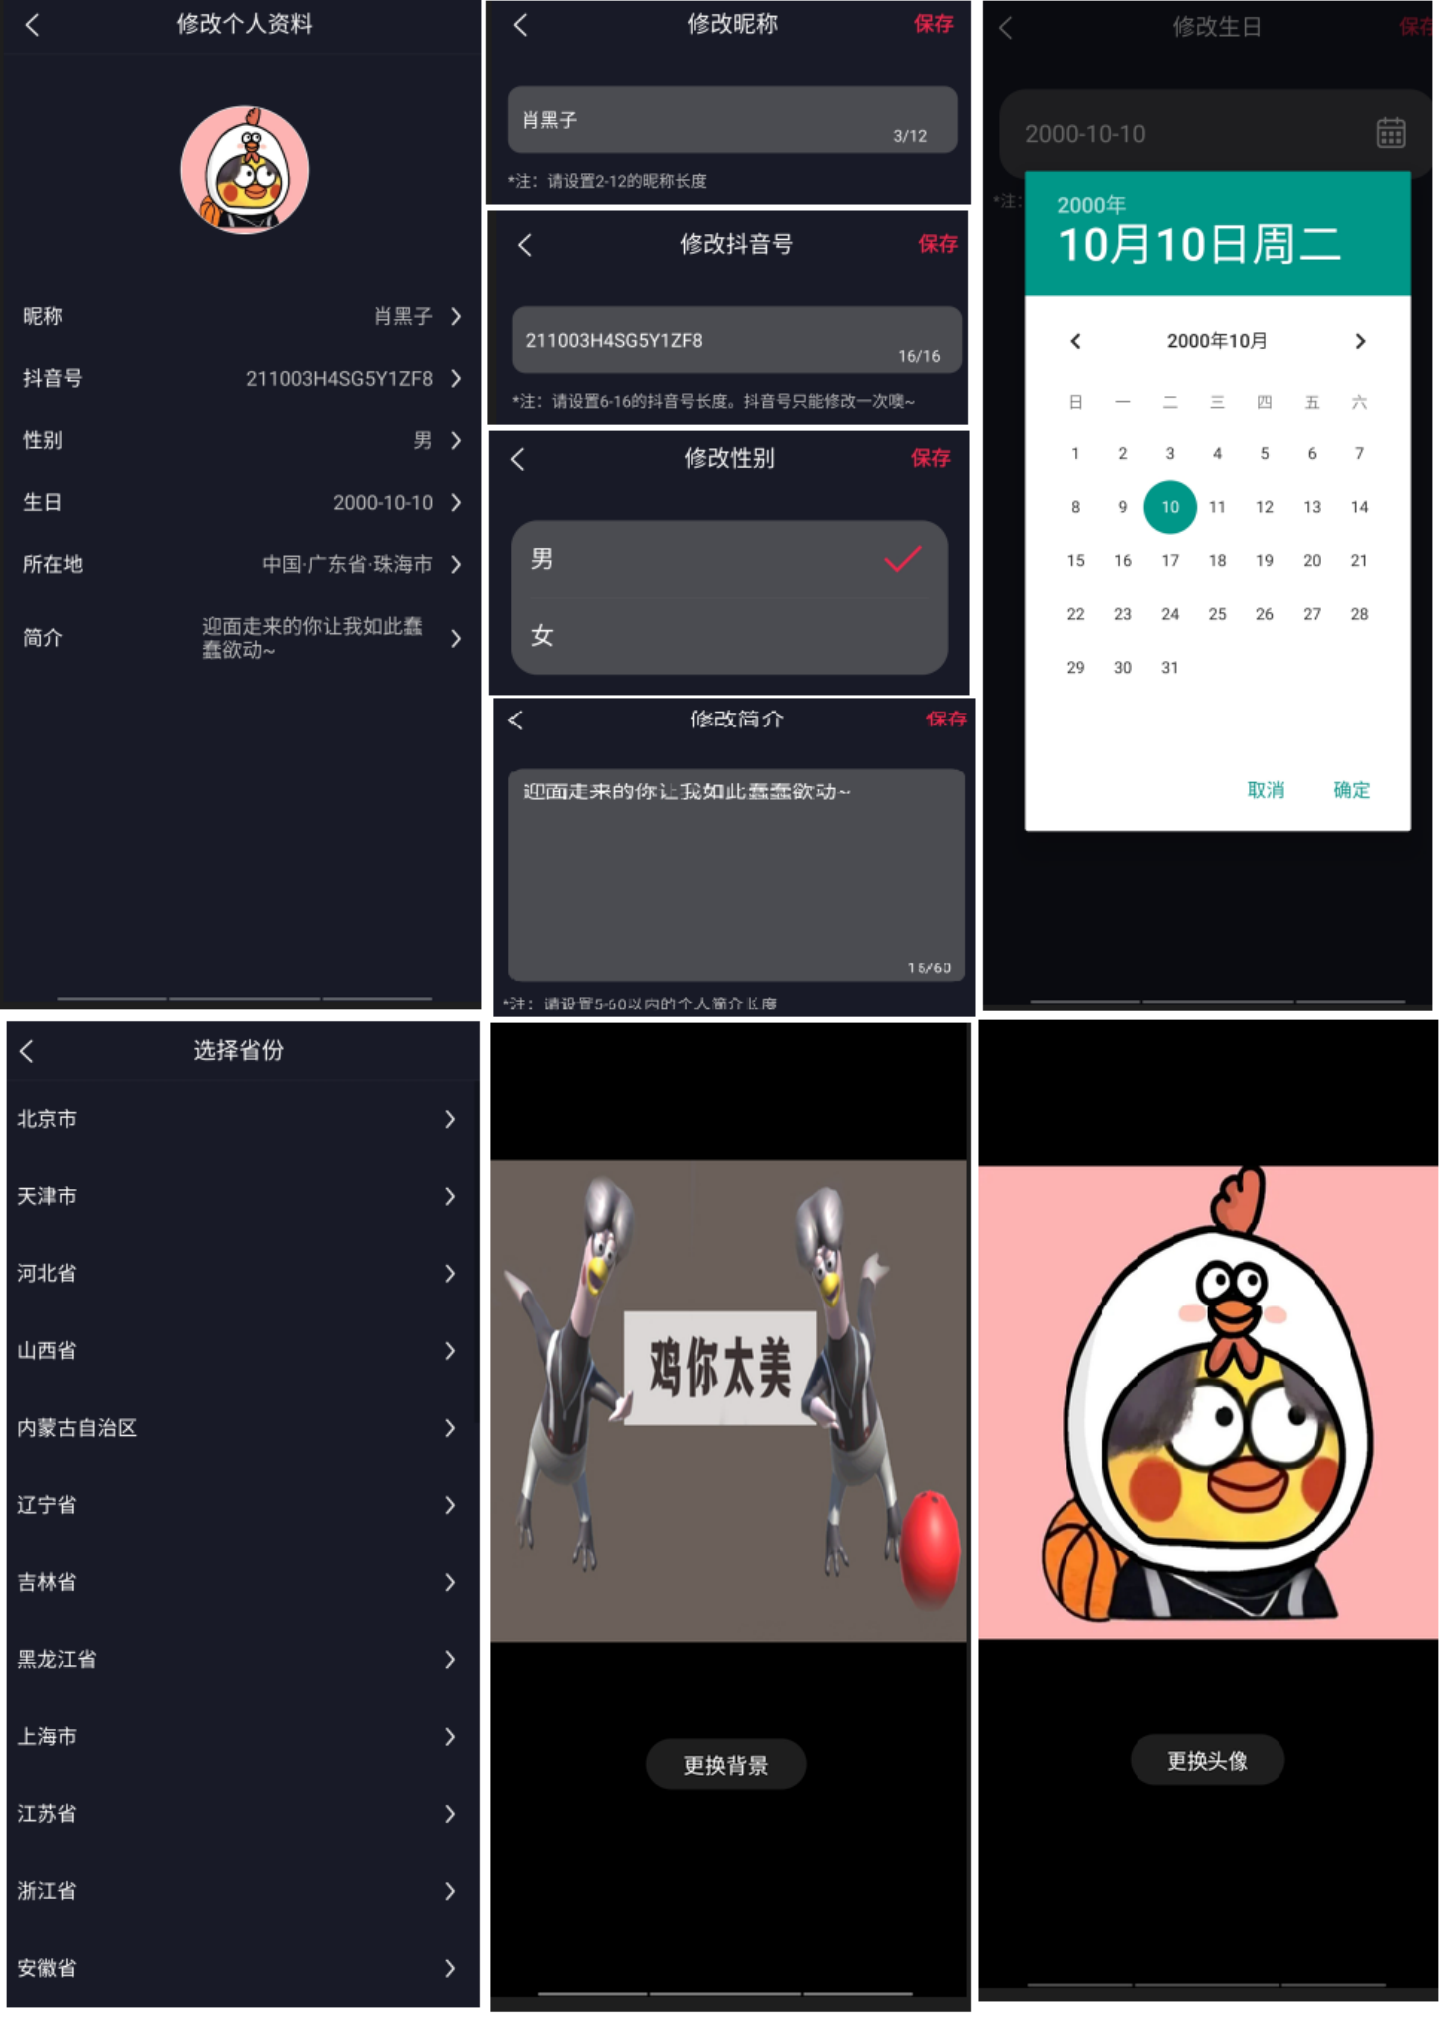 修改个人资料
昵称 肖黑子
抖音号 211003H4SG5Y1ZF8
性别 男
生日 2000-10-10
所在地 中国·广东省·珠海市
简介 迎面走来的你让我如此蠢
蠢欲动~
修改昵称 保存
肖黑子
3/12
*注：请设置2-12的昵称长度
修改抖音号 保存
211003H4SG5Y1ZF8
16/16
*注：请设置6-16的抖音号长度。抖音号只能修改一次噢~
修改性别 保存
男
女
修改简介 保存
迎面走来的你让我如此蠢蠢欲动~
15/60
*注：请设置5-60以内的个人简介长度
修改生日 保存
2000-10-10
*注:
2000年
10月10日周二
2000年10月
日 一 二 三 四 五 六
1 2 3 4 5 6 7
8 9 10 11 12 13 14
15 16 17 18 19 20 21
22 23 24 25 26 27 28
29 30 31
取消 确定
选择省份
北京市
天津市
河北省
山西省
内蒙古自治区
辽宁省
吉林省
黑龙江省
上海市
江苏省
浙江省
安徽省
鸡你太美
更换背景
更换头像